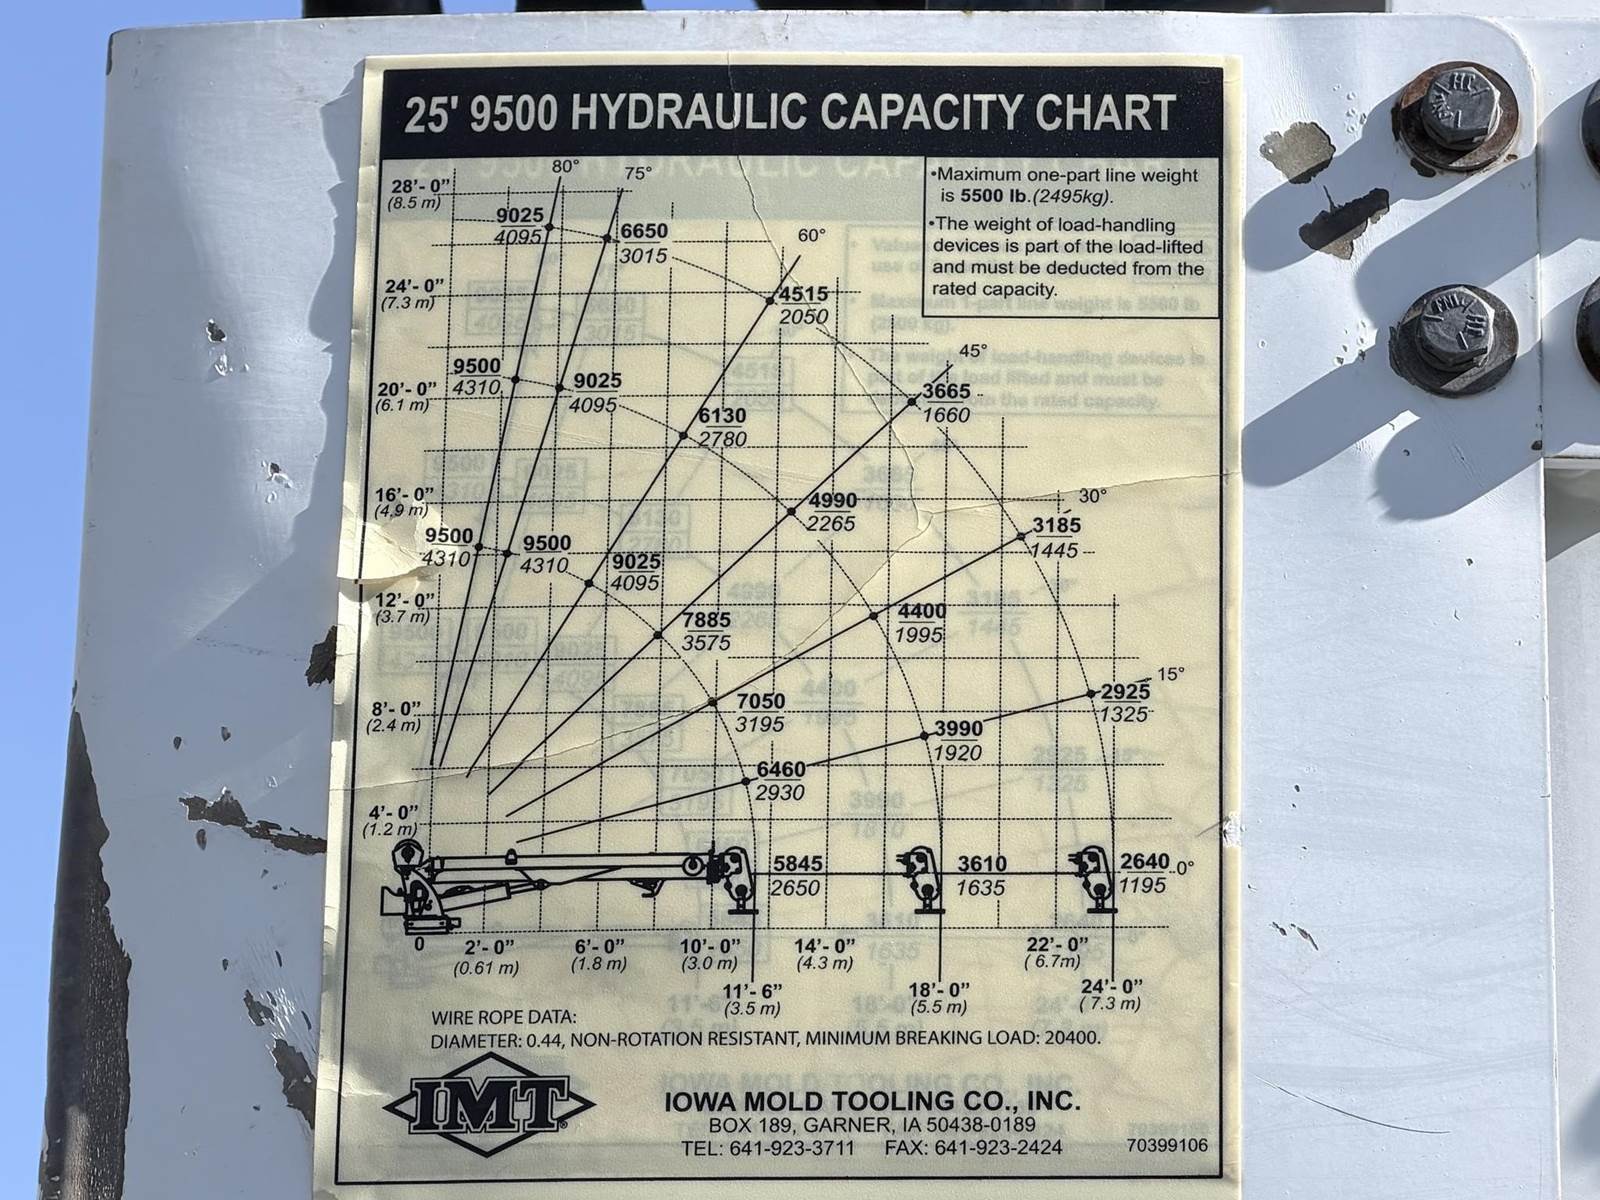 25' 9500 HYDRAULIC CAPACITY CHART
•Maximum one-part line weight
is 5500 lb.(2495kg).
•The weight of load-handling
devices is part of the load-lifted
and must be deducted from the
rated capacity.
80°
75°
28'- 0"
(8.5 m)
9025
4095
6650
3015
60°
24'- 0"
(7.3 m)
4515
2050
45°
9500
4310
9025
4095
20'- 0"
(6.1 m)
3665
1660
6130
2780
16'- 0"
(4,9 m)
4990
2265
30°
3185
1445
9500
4310
9500
4310
9025
4095
12'- 0"
(3.7 m)
7885
3575
4400
1995
15°
8'- 0"
(2.4 m)
7050
3195
2925
1325
3990
1920
6460
2930
4'- 0"
(1.2 m)
5845
2650
3610
1635
2640
1195
0°
0
2'- 0"
(0.61 m)
6'- 0"
(1.8 m)
10'- 0"
(3.0 m)
14'- 0"
(4.3 m)
22'- 0"
( 6.7m)
11'- 6"
(3.5 m)
18'- 0"
(5.5 m)
24'- 0"
( 7.3 m)
WIRE ROPE DATA:
DIAMETER: 0.44, NON-ROTATION RESISTANT, MINIMUM BREAKING LOAD: 20400.
IMT®
IOWA MOLD TOOLING CO., INC.
BOX 189, GARNER, IA 50438-0189
TEL: 641-923-3711 FAX: 641-923-2424
70399106